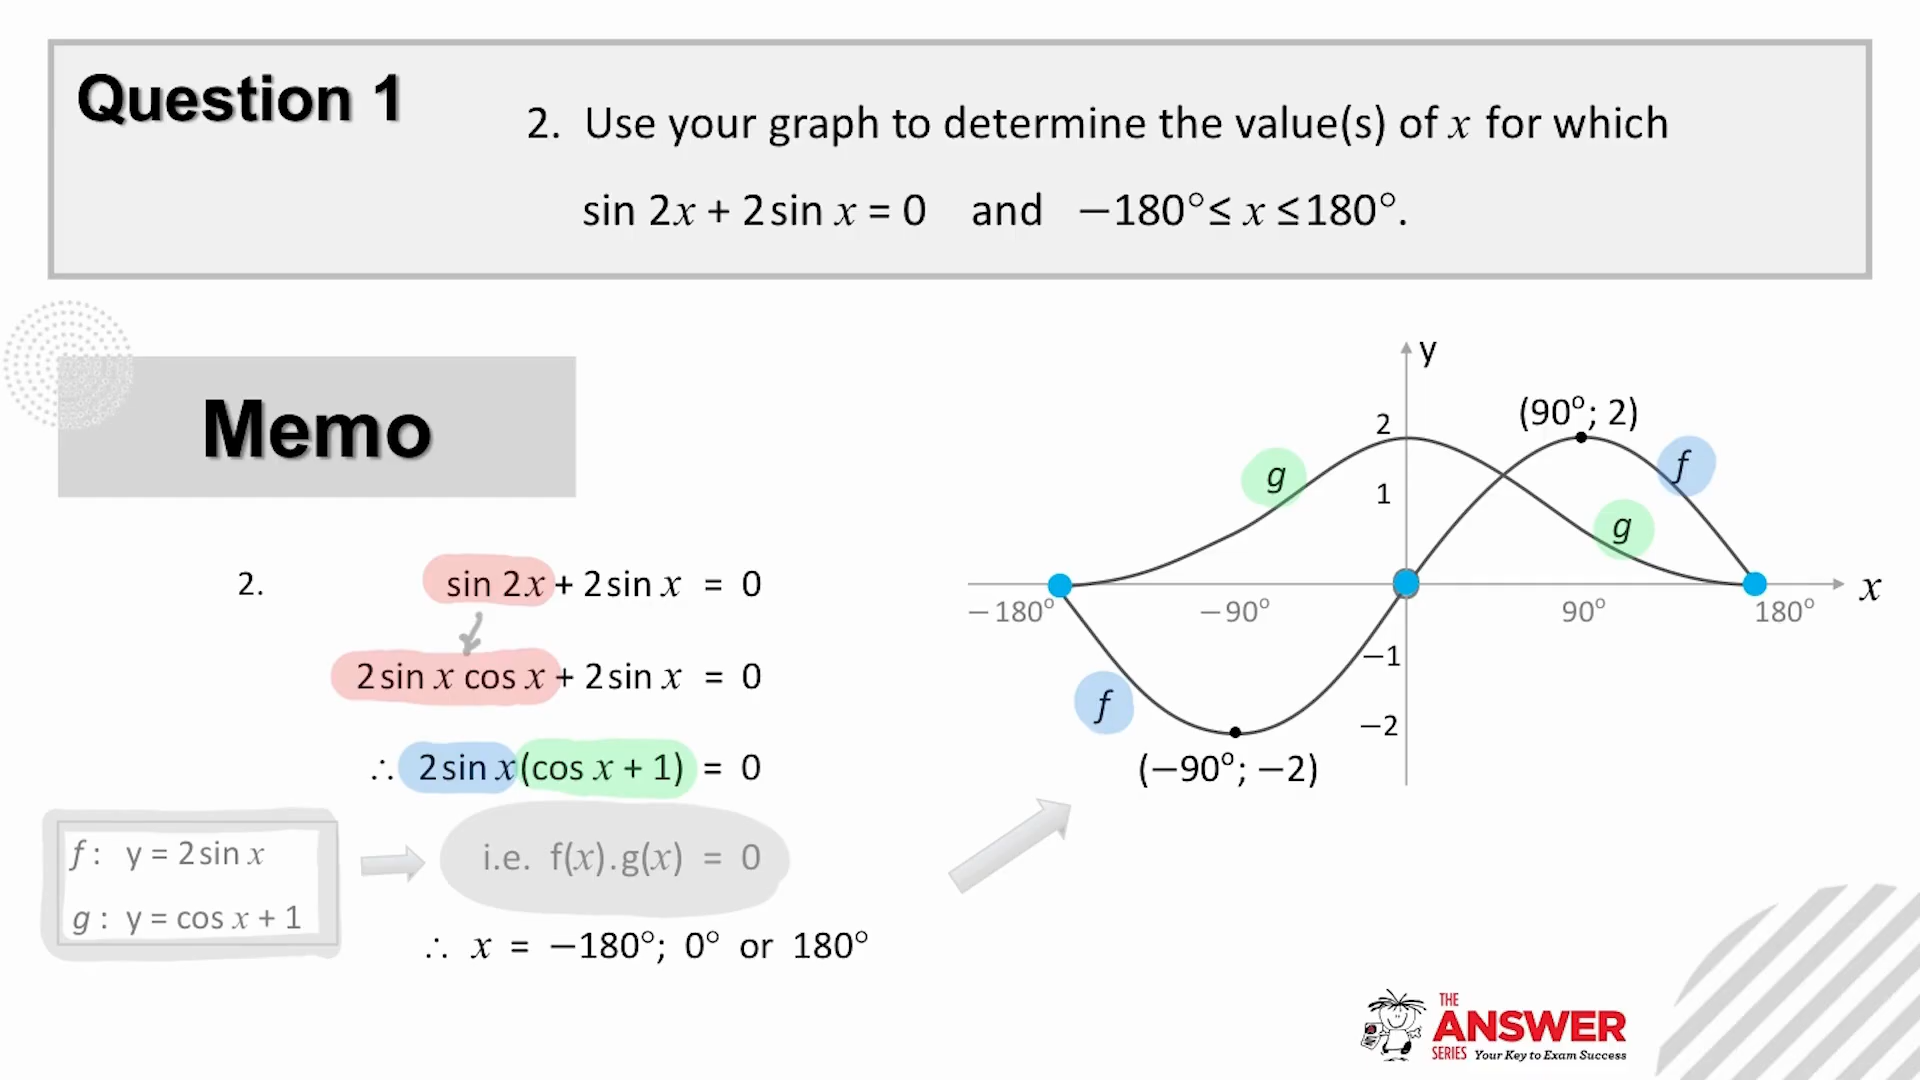 Question 1
2. Use your graph to determine the value(s) of x for which
sin 2x + 2 sin x = 0 and −180°≤ x ≤180°.
Memo
2. sin 2x + 2 sin x = 0
2 sin x cos x + 2 sin x = 0
∴ 2 sin x(cos x + 1) = 0
f : y = 2 sin x
g : y = cos x + 1
i.e. f(x).g(x) = 0
∴ x = −180°; 0° or 180°
y
(90°; 2)
2
f
g
1
g
x
−180°
−90°
90°
180°
−1
f
−2
(−90°; −2)
THE
ANSWER
SERIES Your Key to Exam Success